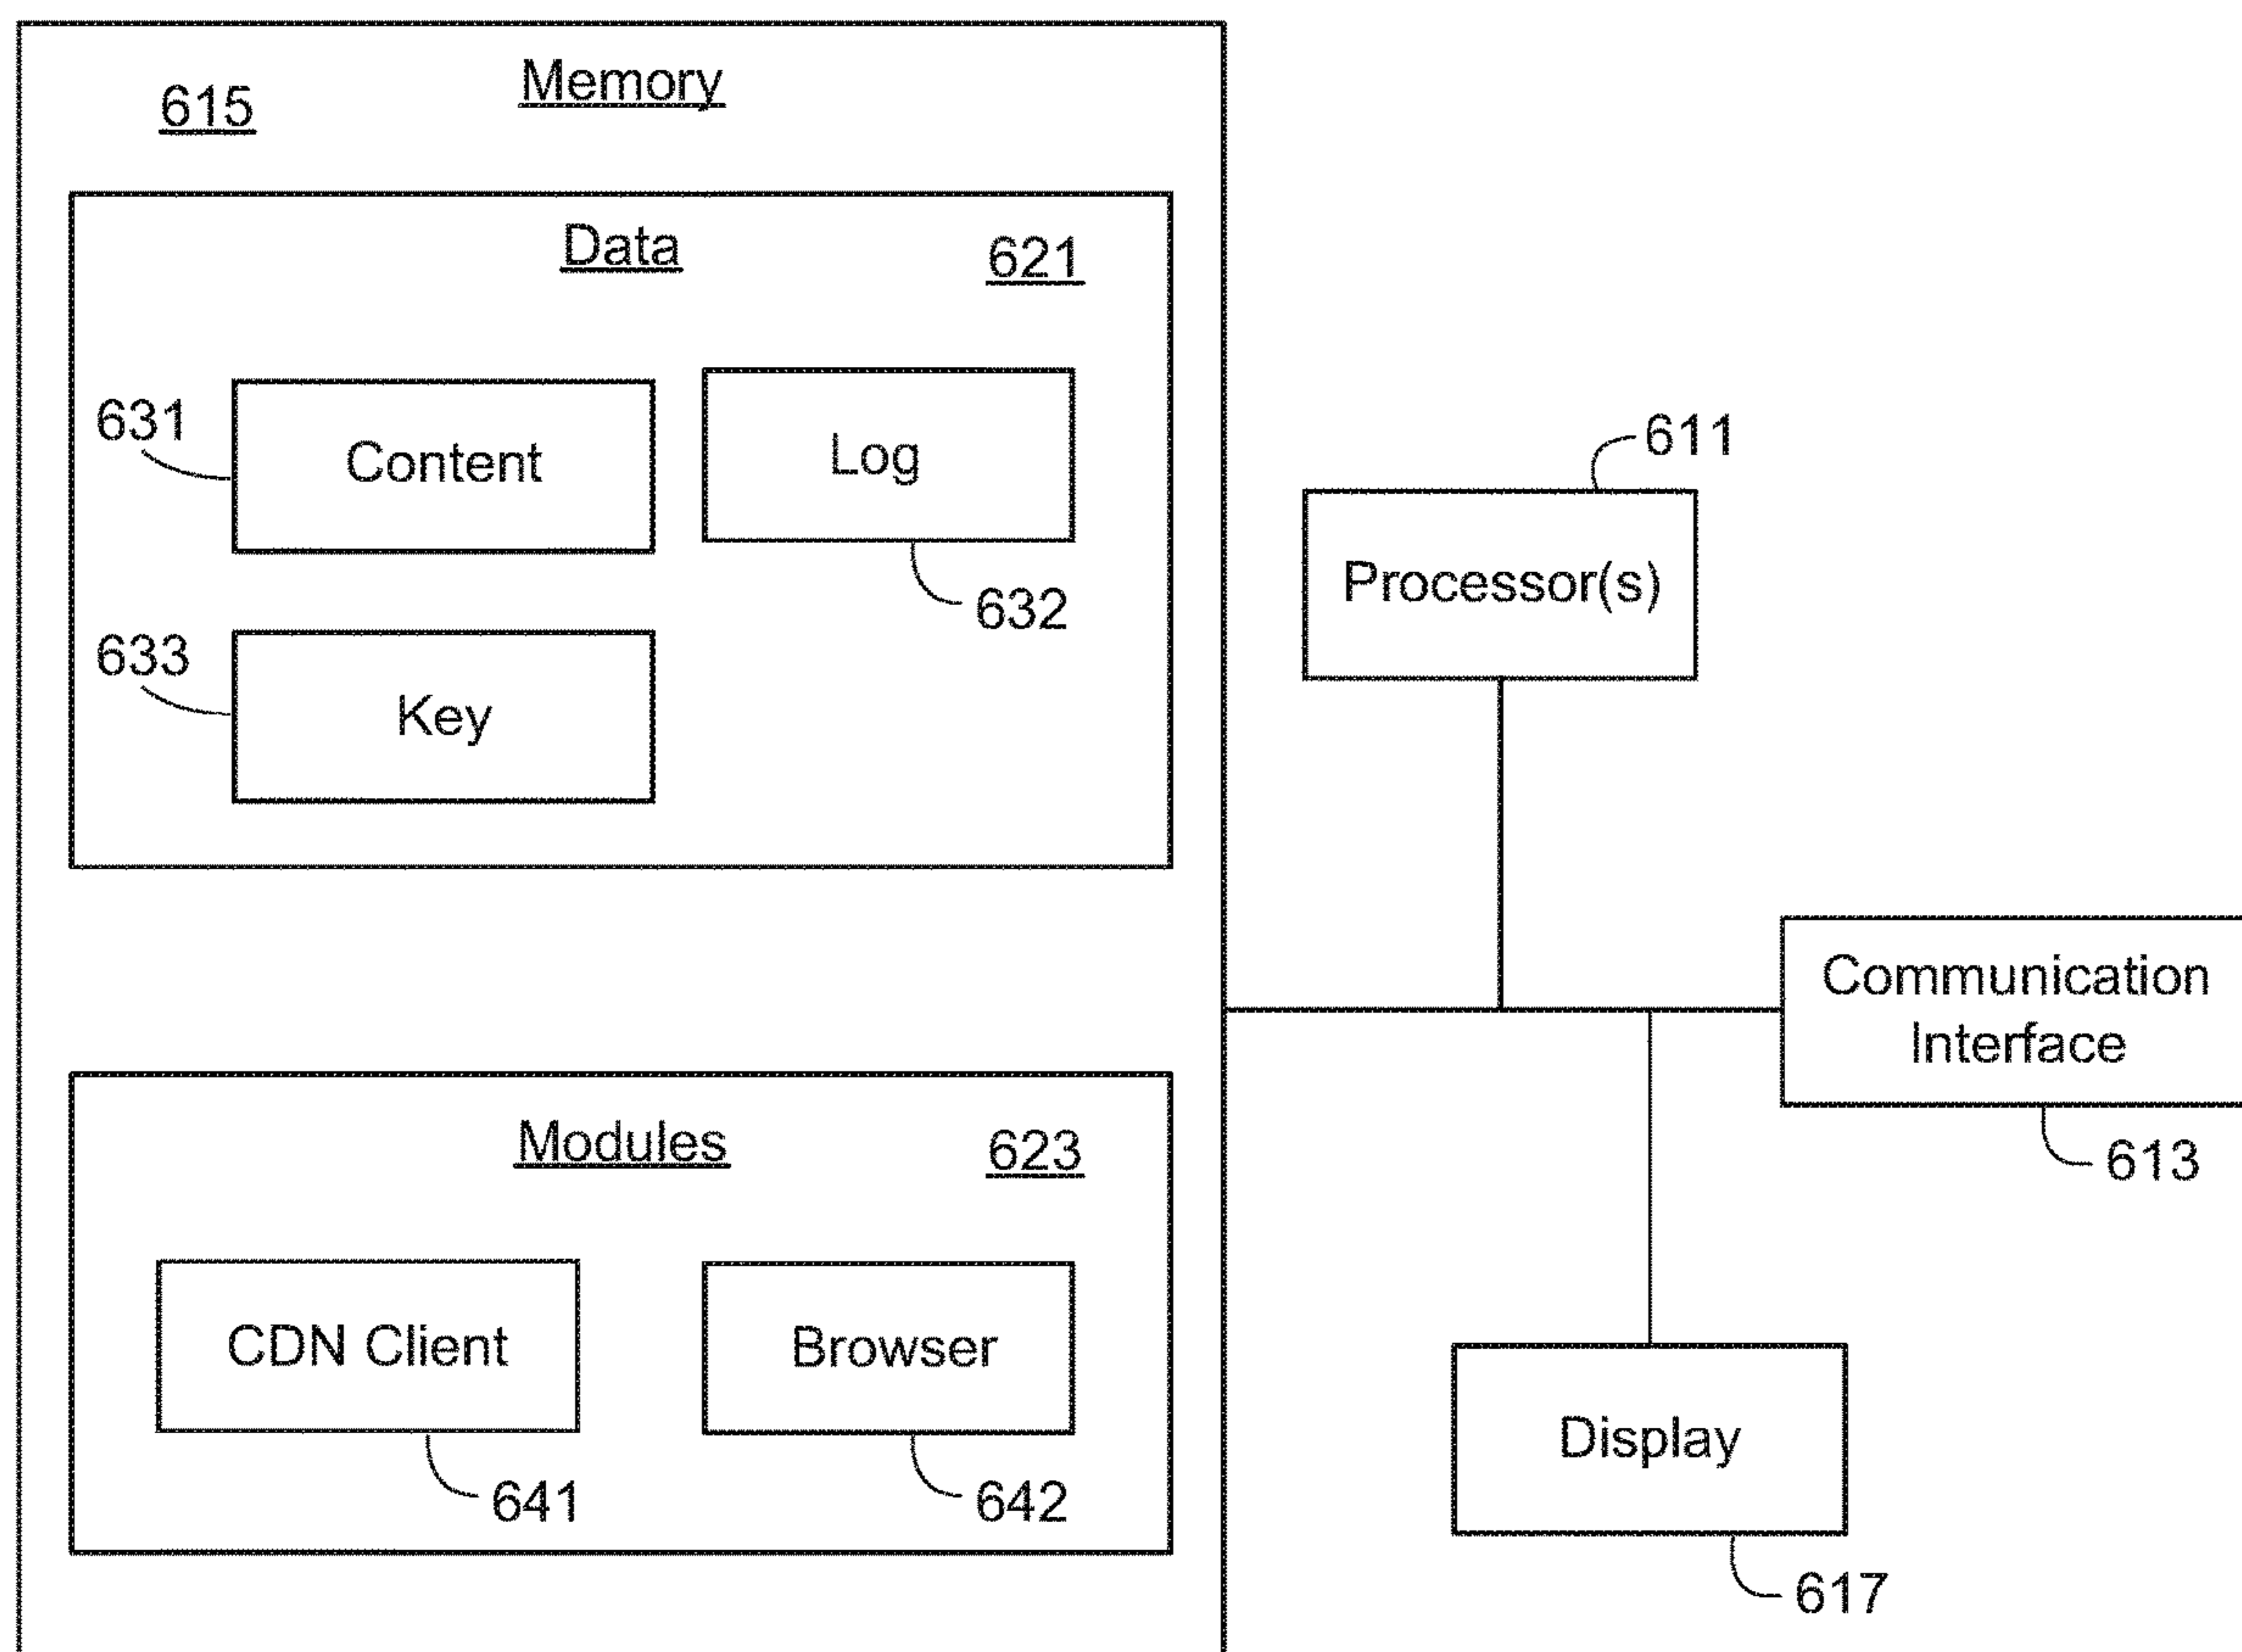 Memory
615
Data
621
631
Content
Log
632
633
Key
Modules
623
CDN Client
641
Browser
642
611
Processor(s)
Communication
Interface
613
Display
617